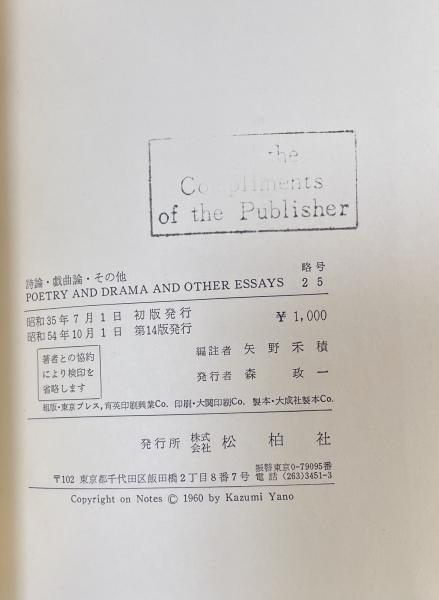 the
Compliments
of the Publisher
詩論・戯曲論・その他
POETRY AND DRAMA AND OTHER ESSAYS
略号
25
昭和35年7月1日 初版発行
昭和54年10月1日 第14版発行
¥ 1,000
編註者 矢野禾積
発行者 森政一
著者との協約
により検印を
省略します
組版・東京プレス，育英印刷興業Co. 印刷・大関印刷Co. 製本・大成社製本Co.
発行所 株式会社 松柏社
〒102 東京都千代田区飯田橋2丁目8番7号
振替東京0-79095番
電話(263)3451-3
Copyright on Notes © 1960 by Kazumi Yano